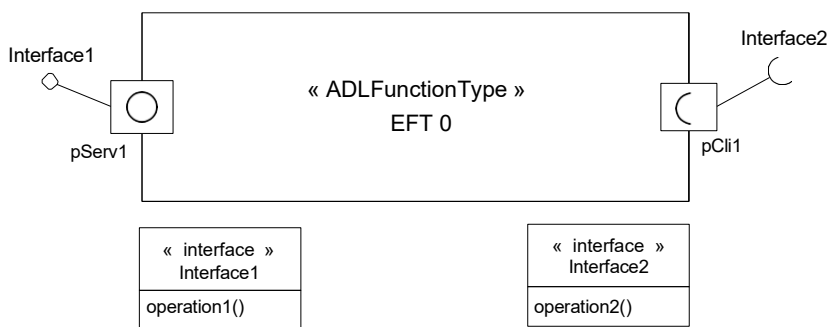 Interface1
Interface2
« ADLFunctionType »
EFT 0
pServ1
pCli1
« interface »
Interface1
operation1()
« interface »
Interface2
operation2()